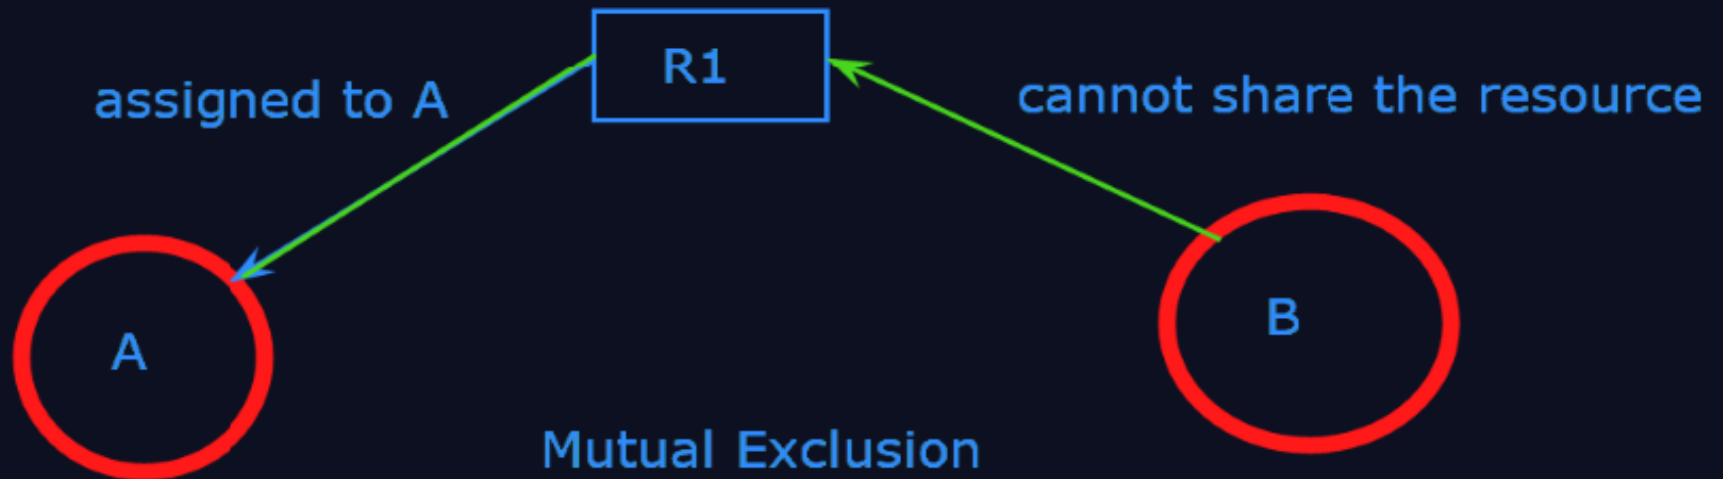 R1
assigned to A
cannot share the resource
A
B
Mutual Exclusion